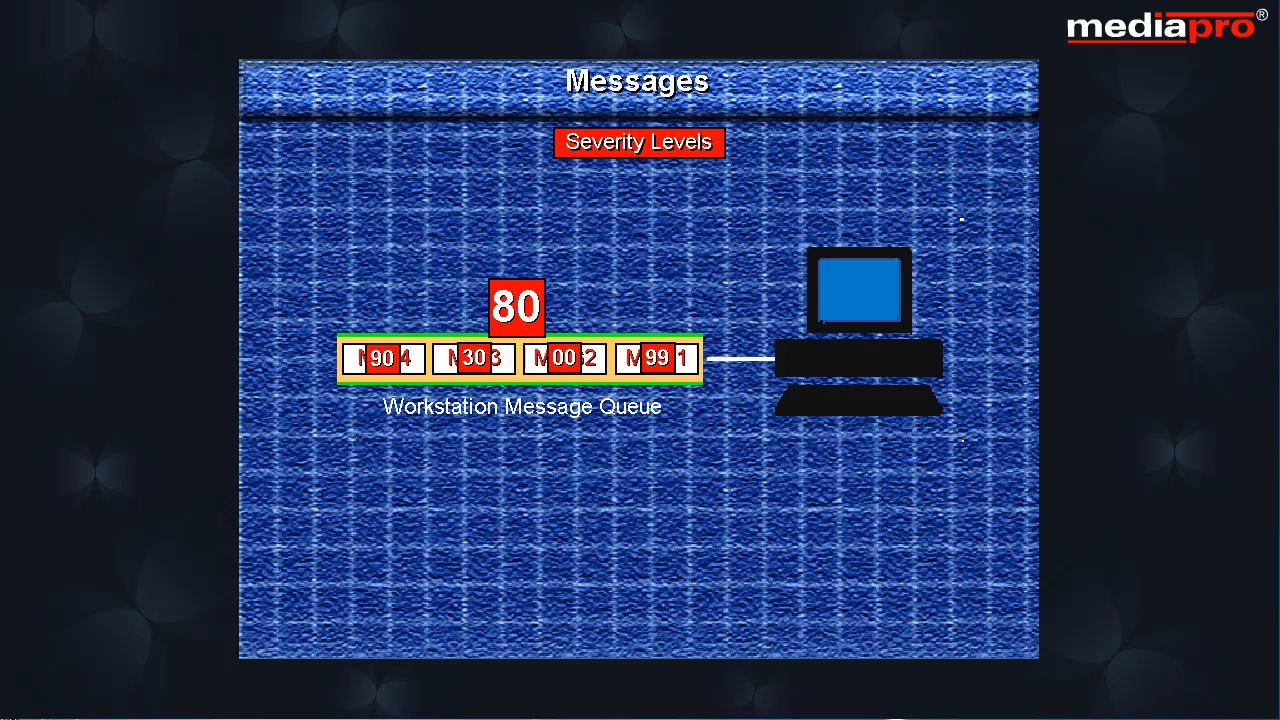 mediapro®
Messages
Severity Levels
80
90 30 00 99
Workstation Message Queue